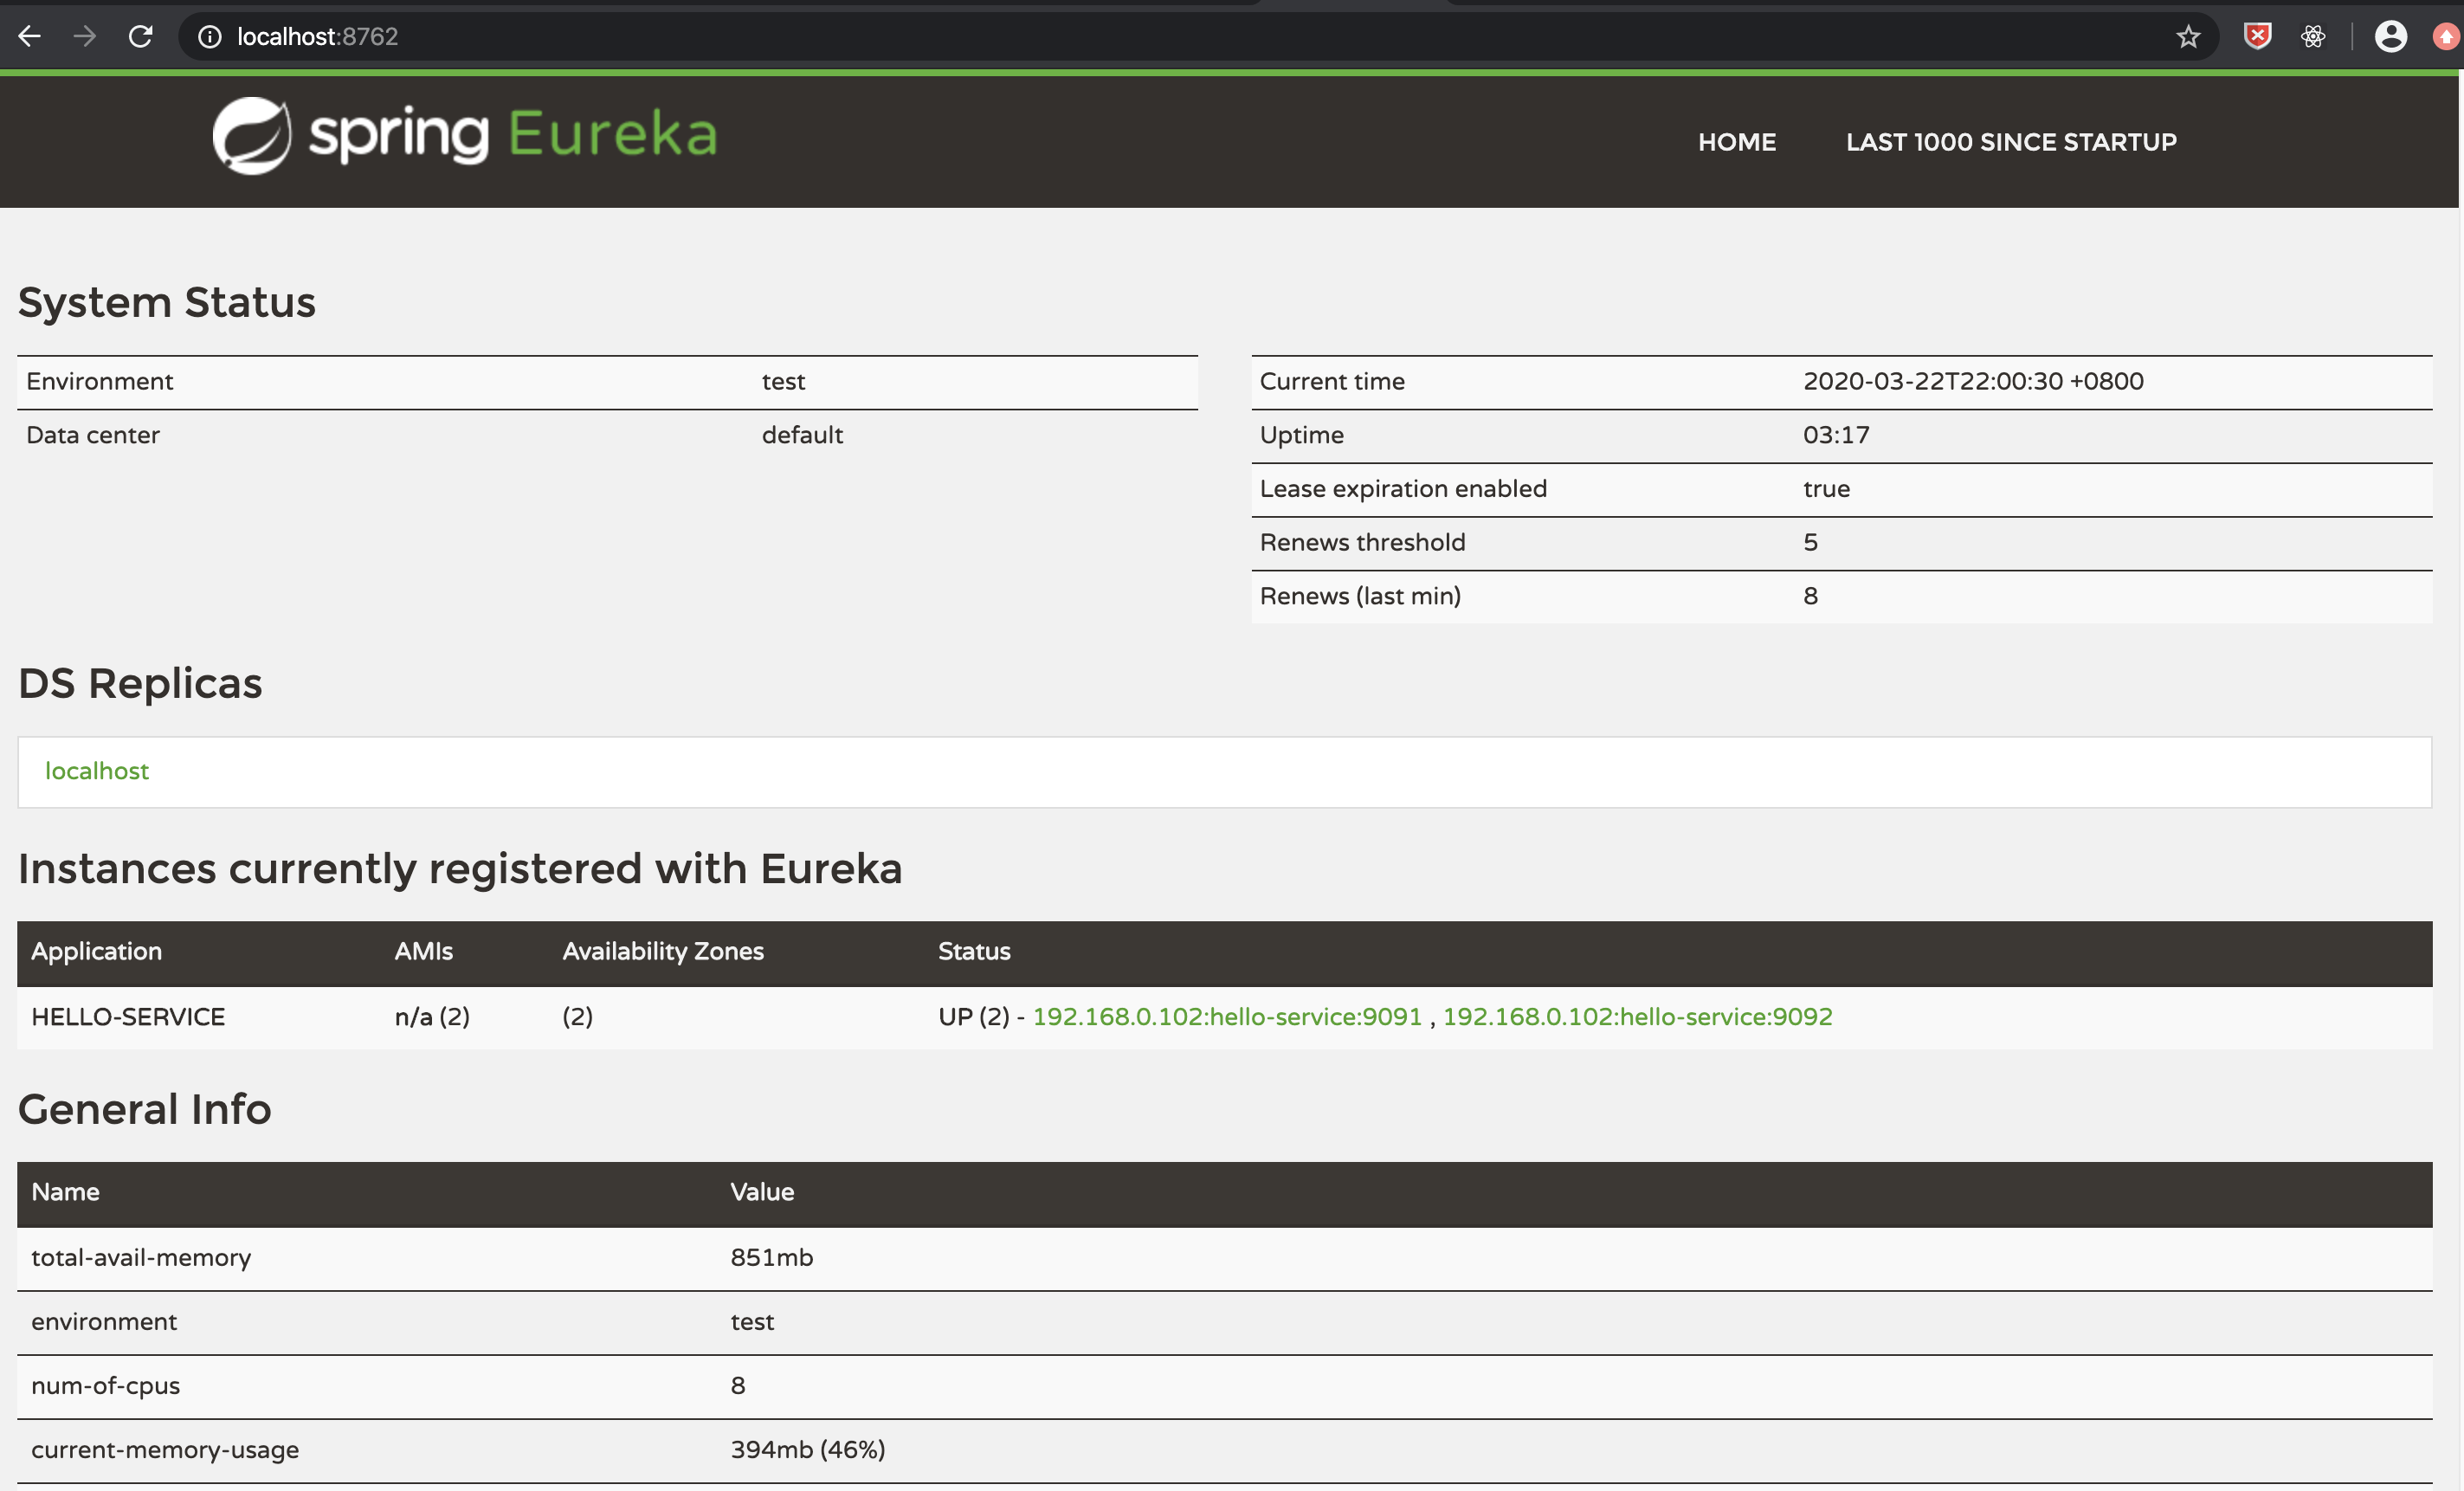 localhost:8762
spring Eureka
HOME LAST 1000 SINCE STARTUP
System Status
Environment test
Data center default
Current time 2020-03-22T22:00:30 +0800
Uptime 03:17
Lease expiration enabled true
Renews threshold 5
Renews (last min) 8
DS Replicas
localhost
Instances currently registered with Eureka
Application AMIs Availability Zones Status
HELLO-SERVICE n/a (2) (2) UP (2) - 192.168.0.102:hello-service:9091 , 192.168.0.102:hello-service:9092
General Info
Name Value
total-avail-memory 851mb
environment test
num-of-cpus 8
current-memory-usage 394mb (46%)